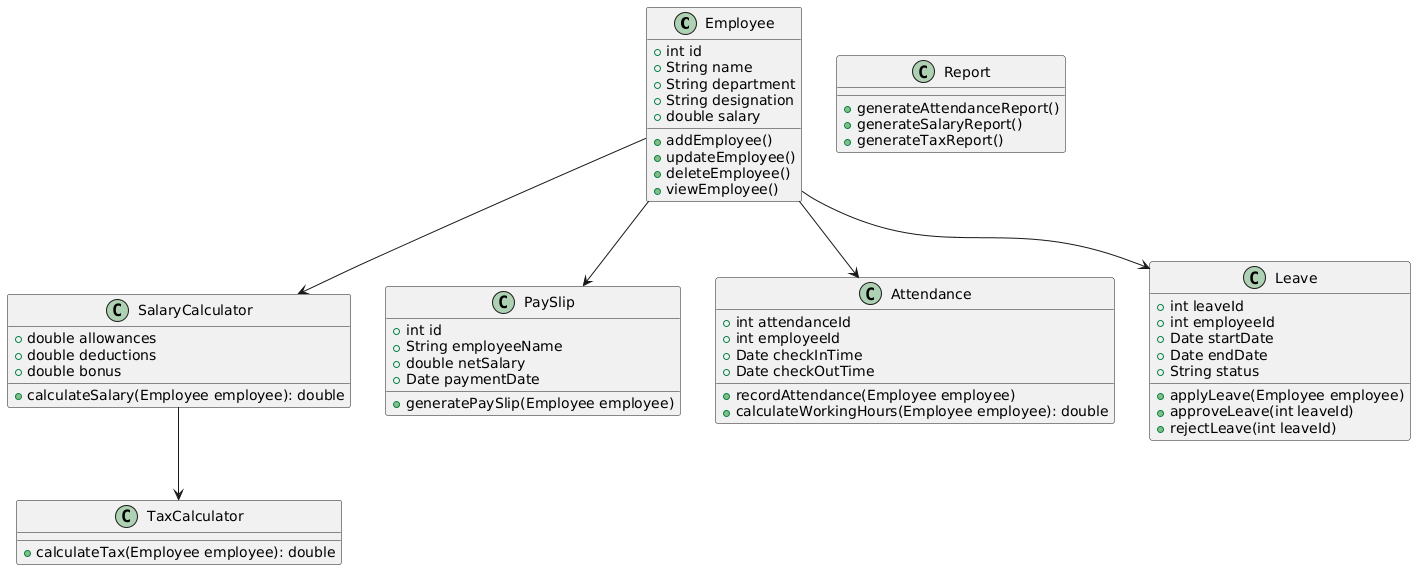 C Employee
int id
String name
String department
String designation
double salary
addEmployee()
updateEmployee()
deleteEmployee()
viewEmployee()
C Report
generateAttendanceReport()
generateSalaryReport()
generateTaxReport()
C SalaryCalculator
double allowances
double deductions
double bonus
calculateSalary(Employee employee): double
C PaySlip
int id
String employeeName
double netSalary
Date paymentDate
generatePaySlip(Employee employee)
C Attendance
int attendanceId
int employeeId
Date checkInTime
Date checkOutTime
recordAttendance(Employee employee)
calculateWorkingHours(Employee employee): double
C Leave
int leaveId
int employeeId
Date startDate
Date endDate
String status
applyLeave(Employee employee)
approveLeave(int leaveId)
rejectLeave(int leaveId)
C TaxCalculator
calculateTax(Employee employee): double